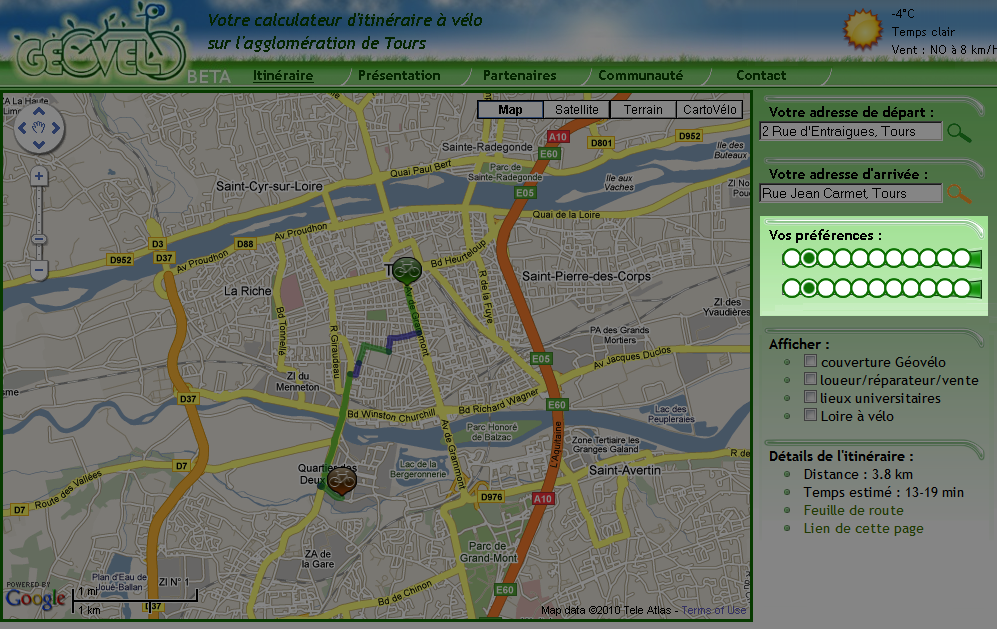 GÉOVÉLO
BETA
Votre calculateur d'itinéraire à vélo
sur l'agglomération de Tours
-4°C
Temps clair
Vent : NO à 8 km/H
Itinéraire
Présentation
Partenaires
Communauté
Contact
Map
Satellite
Terrain
CartoVélo
ZA La Haute
A10
D801
D952
Ile des
Buteaux
Sainte-Radegonde
E60
Quai Paul Bert
Parc de
Sainte-Radegonde
Ile aux
Vaches
Saint-Cyr-sur-Loire
E05
Quai de la Loire
D3
D88
Av Proudhon
D952
D37
Av Proudhon
Bd Heurteloup
R de la Fuye
Saint-Pierre-des-Corps
La Riche
Av de Grammont
Bd Tonnellé
R Giraudeau
ZI des
Yvaudières
PA des Grands
Mortiers
E05
Av Jacques Duclos
ZI du
Menneton
D37
Bd Richard Wagner
E60
Bd Winston Churchill
Lac des
Peupleraies
Parc Honoré
de Balzac
Av de Grammont
L'Aquitaine
Zone Tertiaire les
Granges Galand
R de
Lac de la
Bergeronnerie
Quartier des
Deux
D7
Saint-Avertin
Route des Vallées
D976
A10
D7
Parc de
Grand-Mont
ZA de
la Gare
Plan d'Eau de
Joué-Ballan
ZI N° 1
E60
Bd de Chinon
POWERED BY
Google
1 mi
1 km
D37
Map data ©2010 Tele Atlas - Terms of Use
Votre adresse de départ :
2 Rue d'Entraigues, Tours
Votre adresse d'arrivée :
Rue Jean Carmet, Tours
Vos préférences :
Afficher :
couverture Géovélo
loueur/réparateur/vente
lieux universitaires
Loire à vélo
Détails de l'itinéraire :
Distance : 3.8 km
Temps estimé : 13-19 min
Feuille de route
Lien de cette page